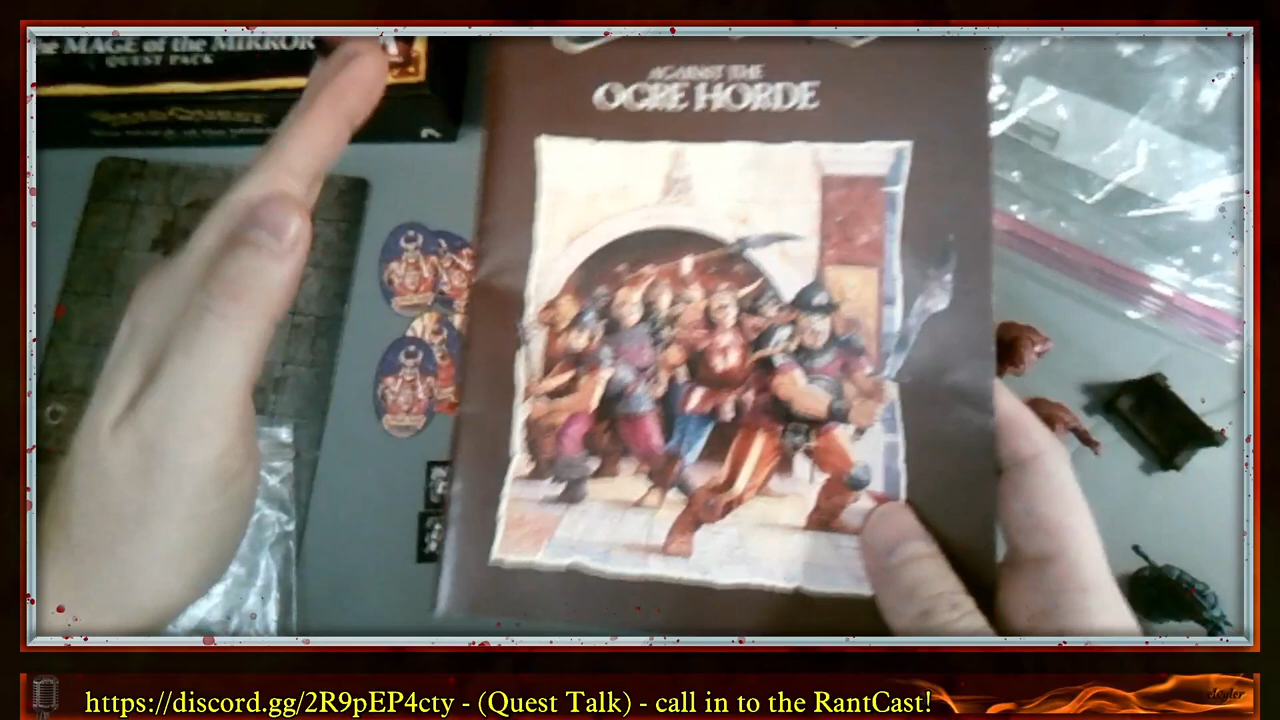 he MAGE of the MIRROR
QUEST PACK
AGAINST THE
OGRE HORDE
https://discord.gg/2R9pEP4cty - (Quest Talk) - call in to the RantCast!